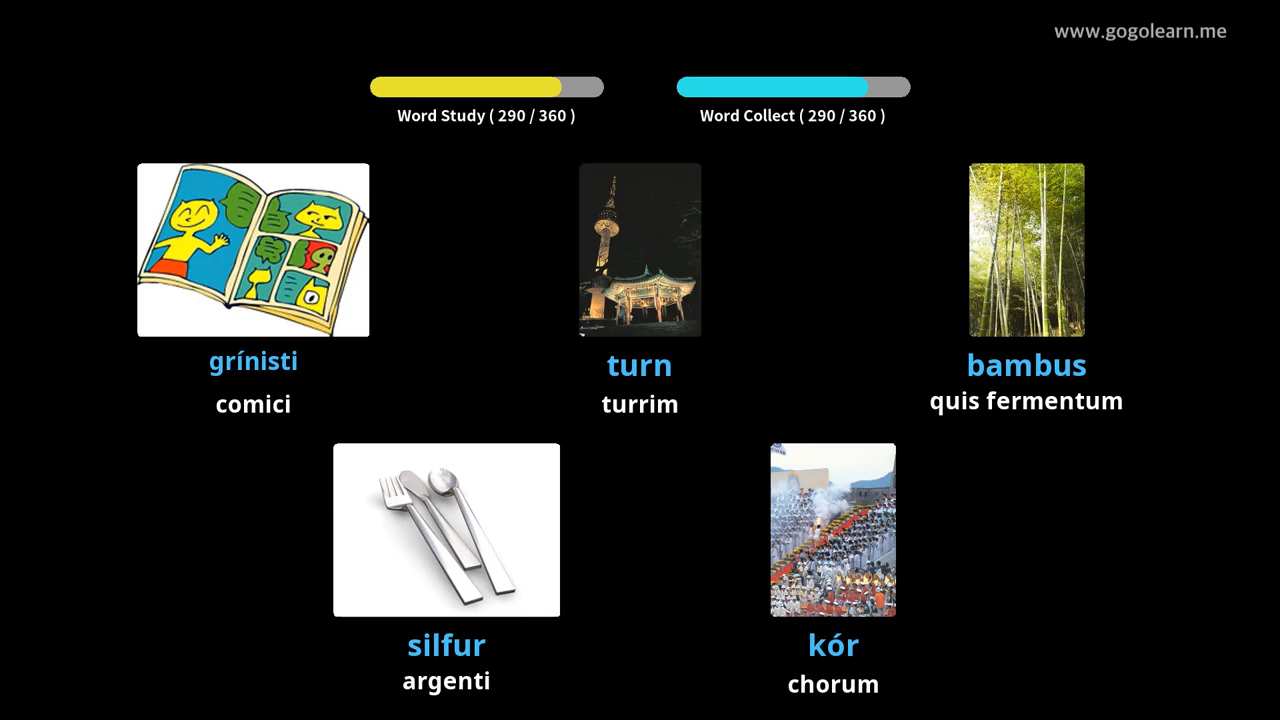 www.gogolearn.me
Word Study ( 290 / 360 )
Word Collect ( 290 / 360 )
grínisti
comici
turn
turrim
bambus
quis fermentum
silfur
argenti
kór
chorum